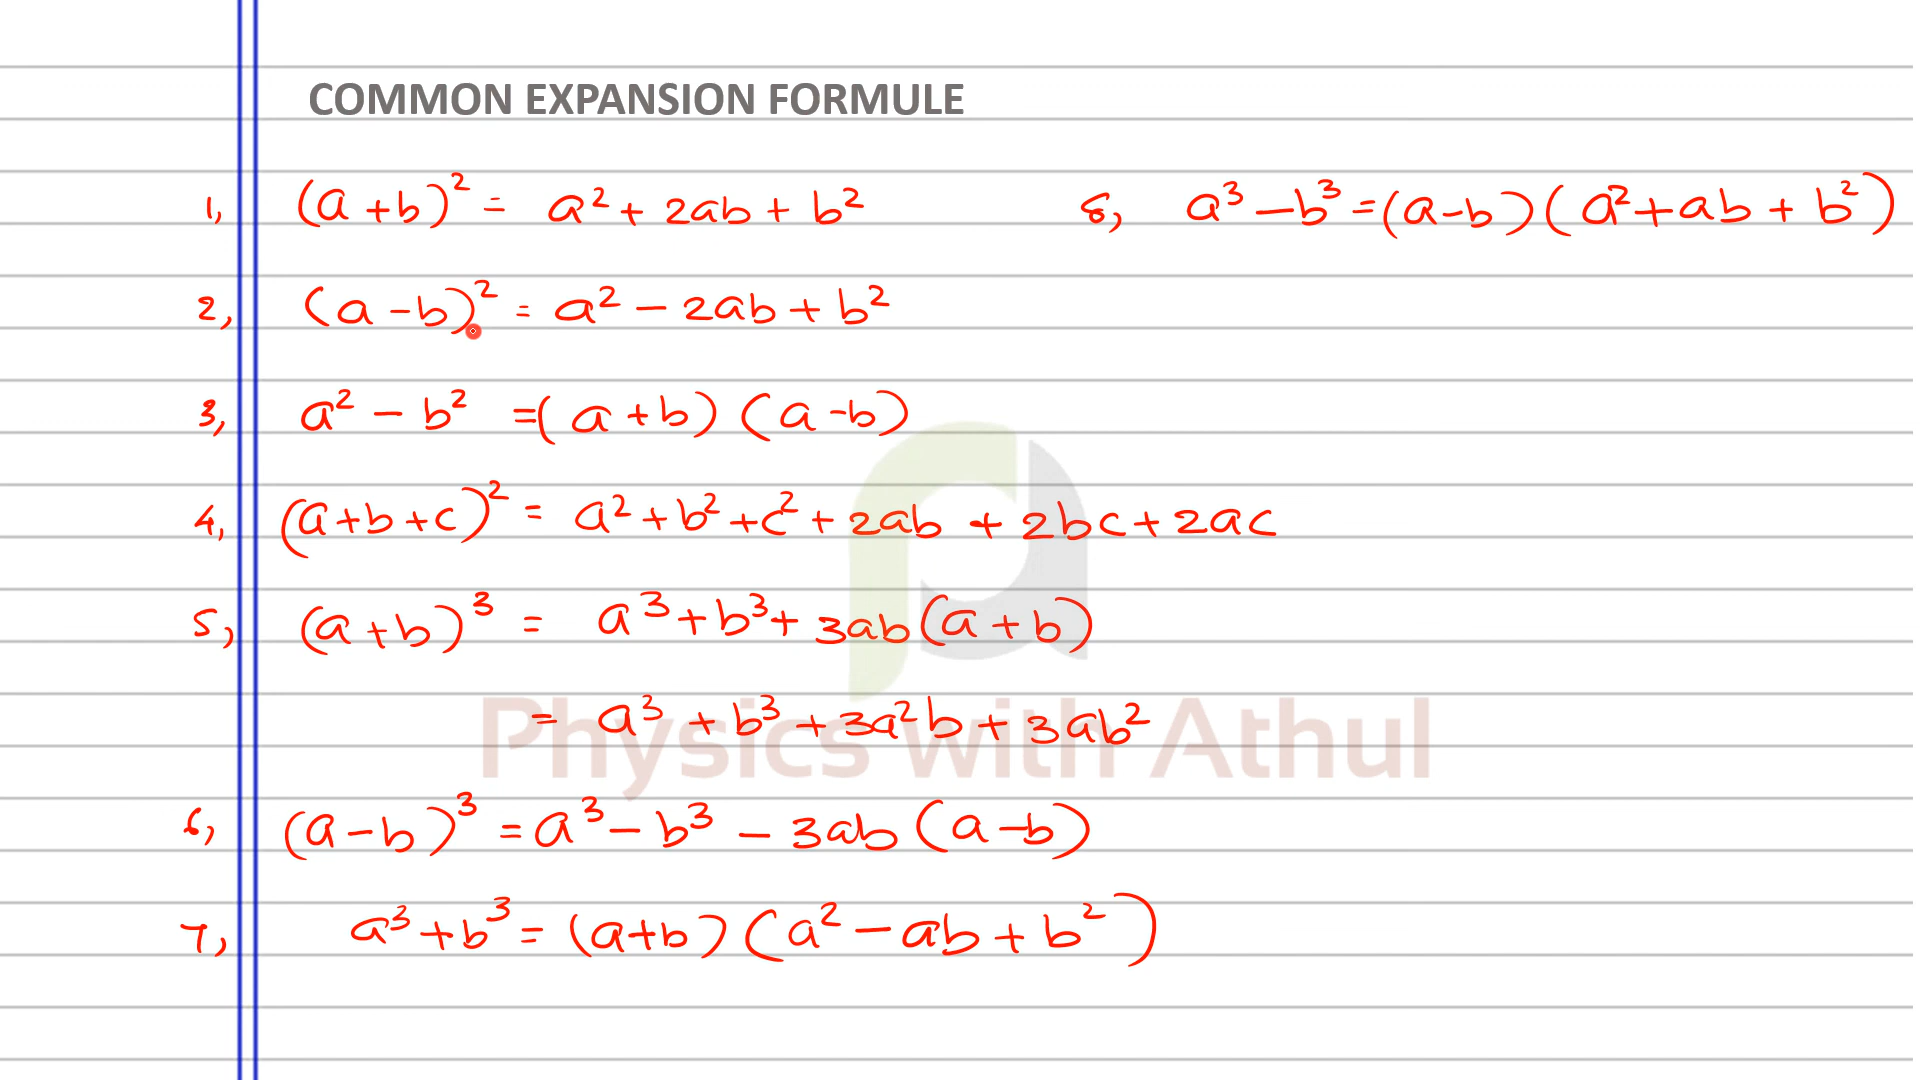 COMMON EXPANSION FORMULE
1, (a+b)² = a² + 2ab + b²
2, (a-b)² = a² - 2ab + b²
3, a² - b² = (a+b) (a-b)
4, (a+b+c)² = a² + b² + c² + 2ab + 2bc + 2ac
5, (a+b)³ = a³ + b³ + 3ab (a+b)
= a³ + b³ + 3a²b + 3ab²
6, (a-b)³ = a³ - b³ - 3ab (a-b)
7, a³ + b³ = (a+b) (a² - ab + b²)
8, a³ - b³ = (a-b) (a² + ab + b²)
Physics with Athul